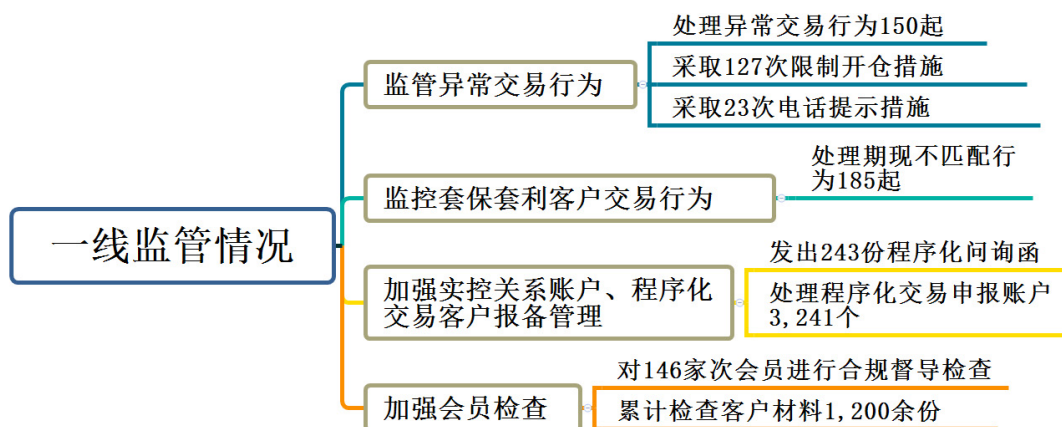 一线监管情况
监管异常交易行为
处理异常交易行为150起
采取127次限制开仓措施
采取23次电话提示措施
监控套保套利客户交易行为
处理期现不匹配行
为185起
加强实控关系账户、程序化
交易客户报备管理
发出243份程序化问询函
处理程序化交易申报账户
3,241个
加强会员检查
对146家次会员进行合规督导检查
累计检查客户材料1,200余份